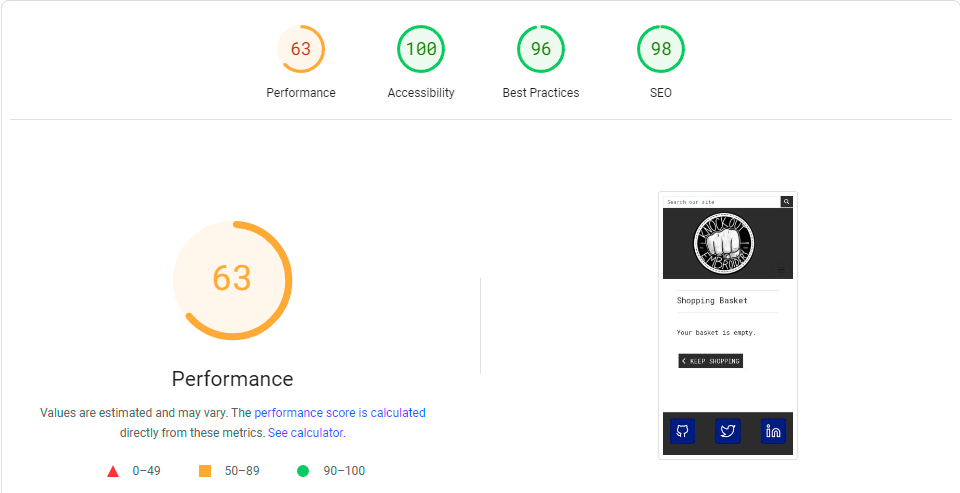 63 100 96 98
Performance Accessibility Best Practices SEO
63
Performance
Values are estimated and may vary. The performance score is calculated
directly from these metrics. See calculator.
0–49 50–89 90–100
Search our site
KNOCKOUT
EMBROIDERY
Shopping Basket
Your basket is empty.
KEEP SHOPPING
in